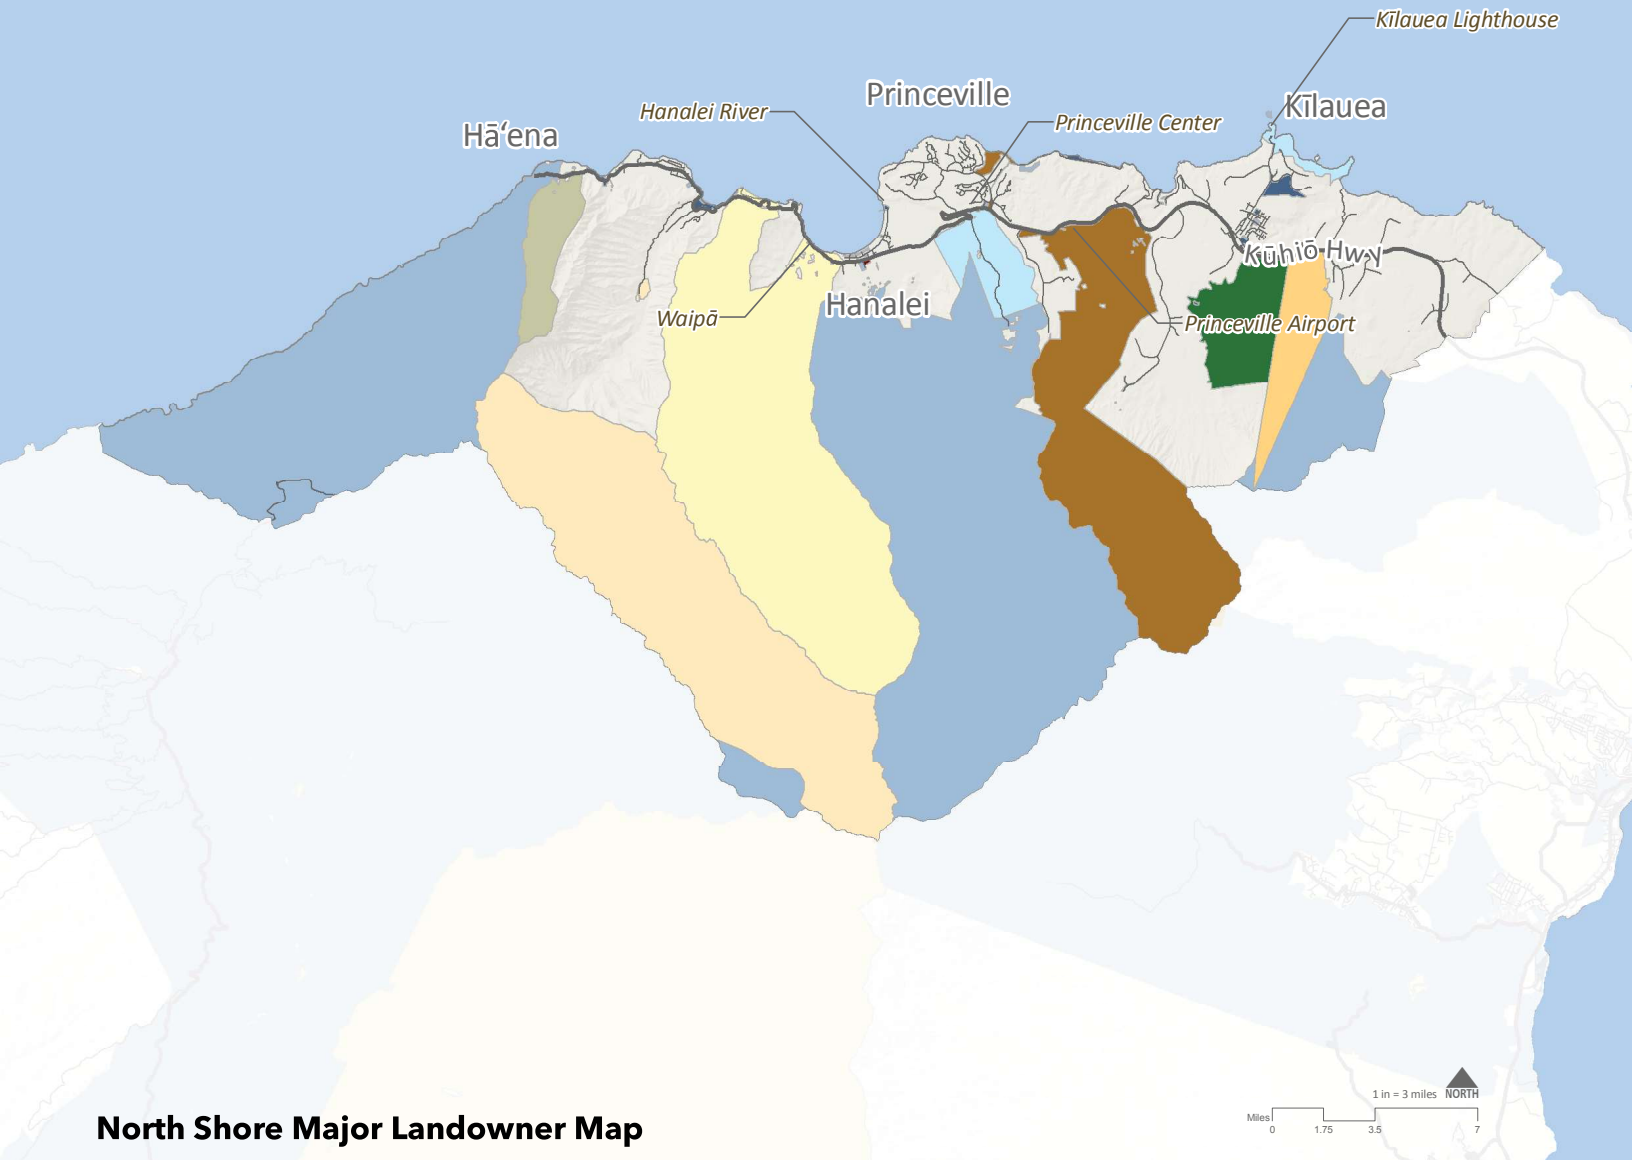 Kīlauea Lighthouse
Princeville
Kīlauea
Hanalei River
Princeville Center
Hāʻena
Kūhiō Hwy
Hanalei
Waipā
Princeville Airport
1 in = 3 miles NORTH
Miles
0 1.75 3.5 7
North Shore Major Landowner Map